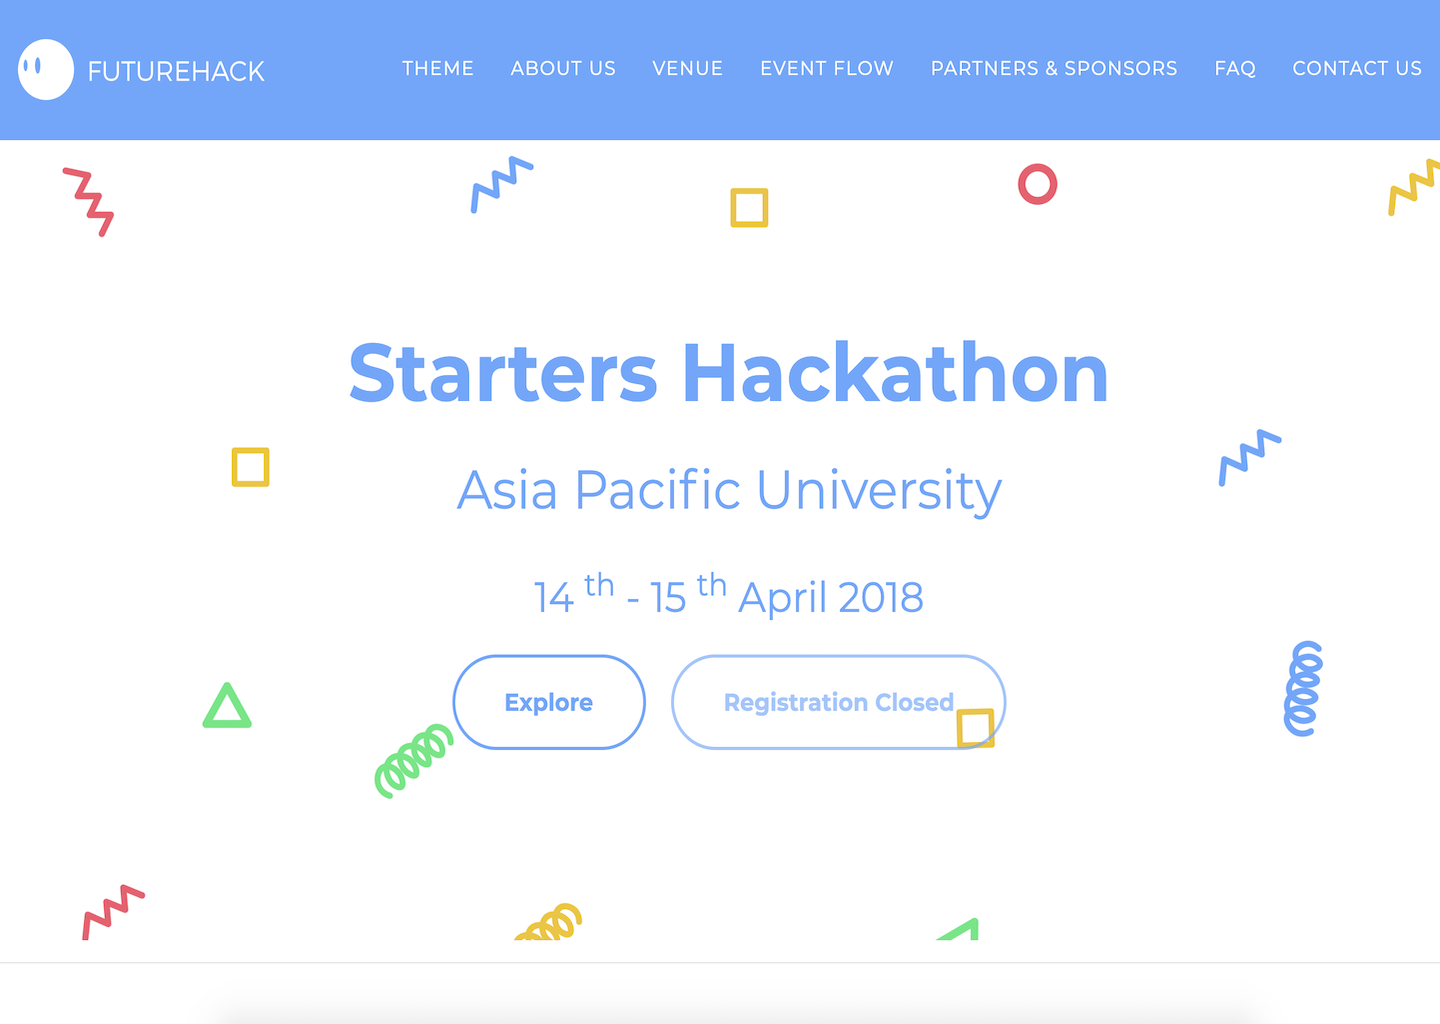 FUTUREHACK THEME ABOUT US VENUE EVENT FLOW PARTNERS & SPONSORS FAQ CONTACT US
Starters Hackathon
Asia Pacific University
14 th - 15 th April 2018
Explore Registration Closed